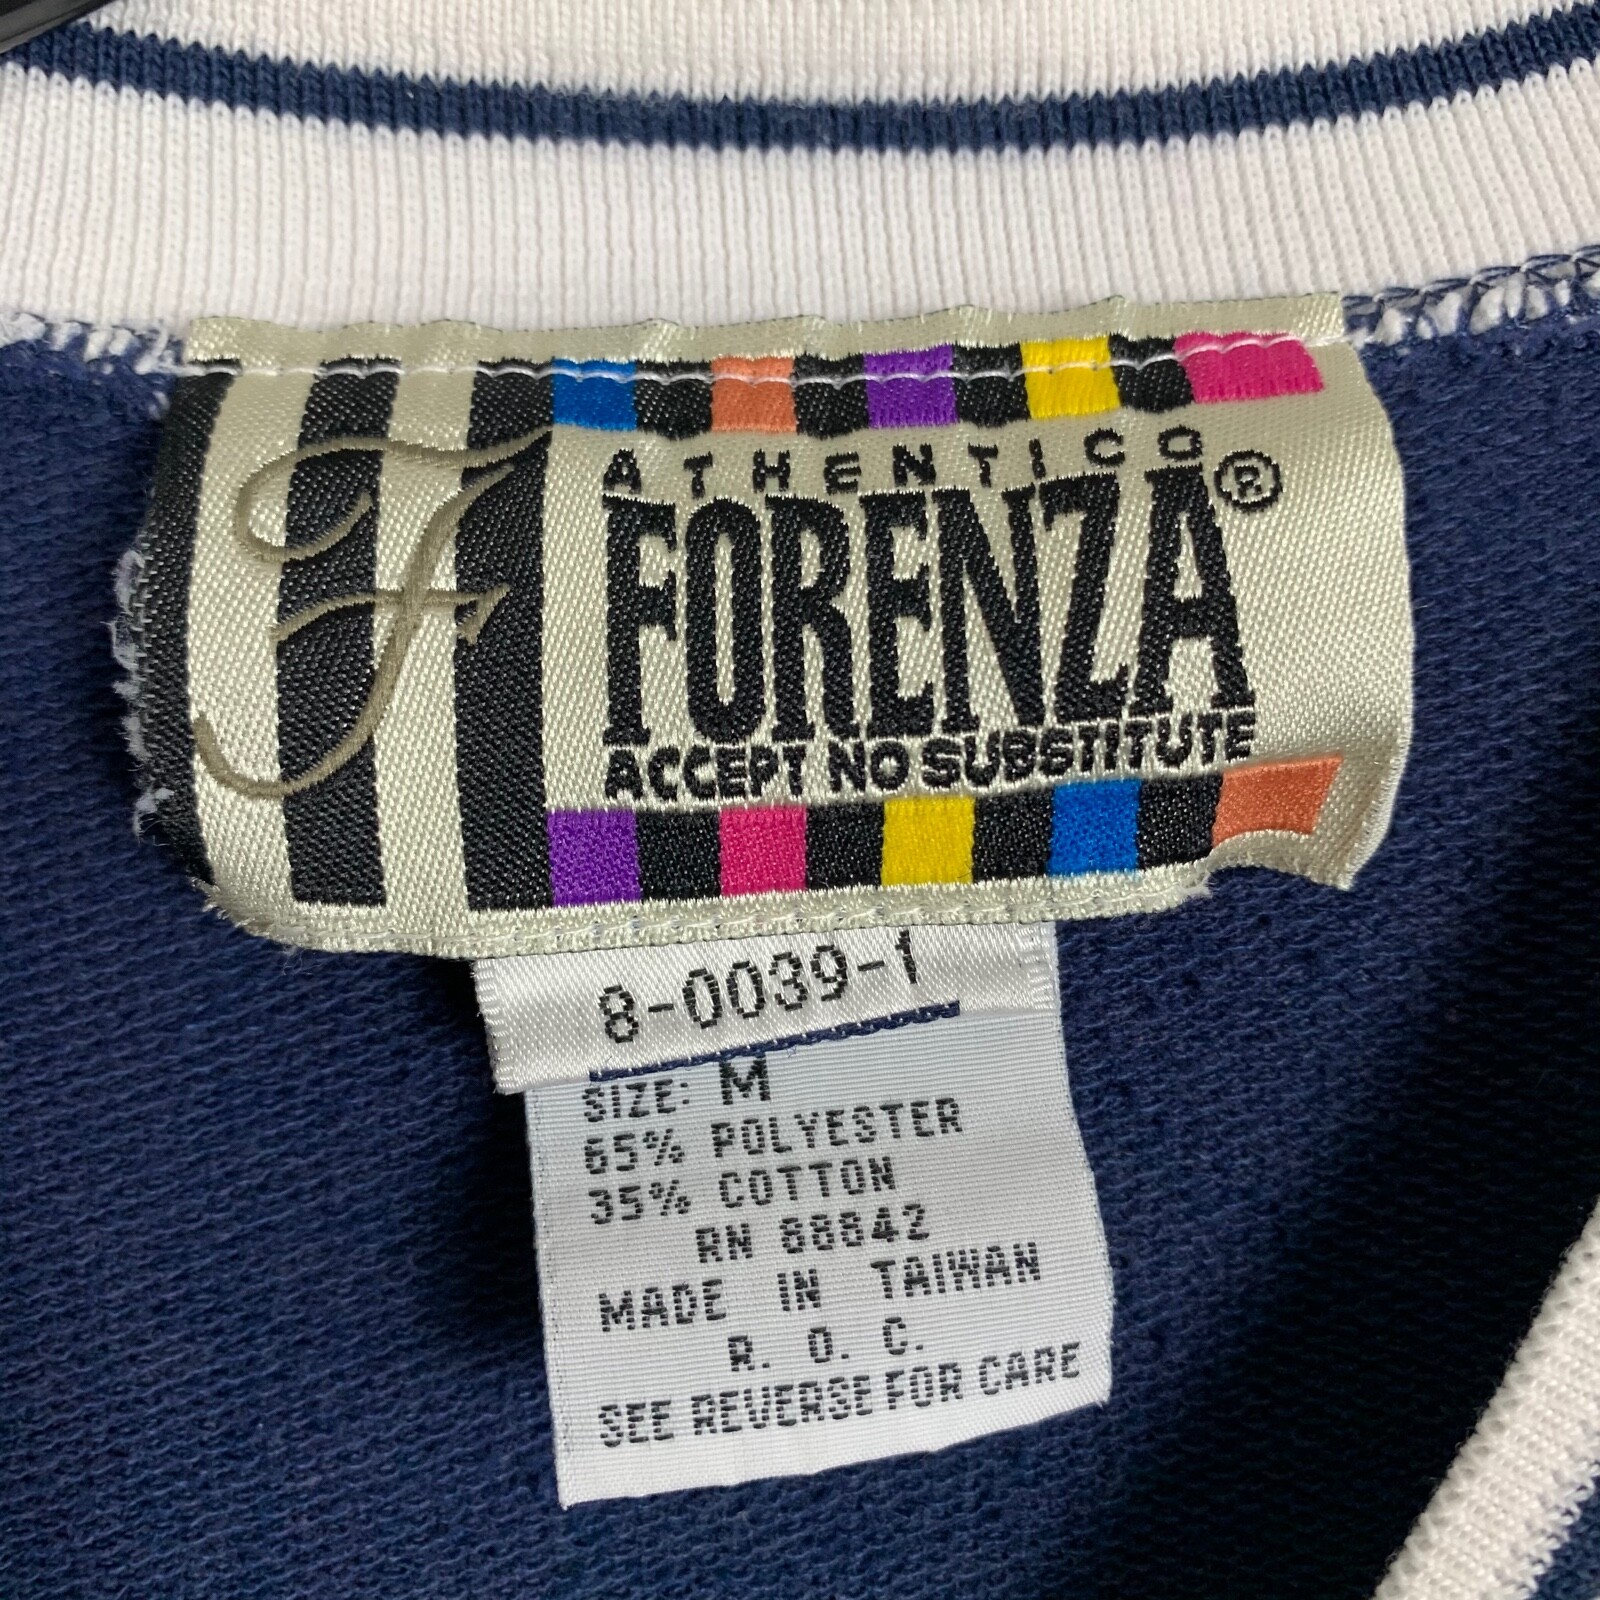 F
ATHENTICO
FORENZA®
ACCEPT NO SUBSTITUTE
8-0039-1
SIZE: M
65% POLYESTER
35% COTTON
RN 88842
MADE IN TAIWAN
R. O. C.
SEE REVERSE FOR CARE